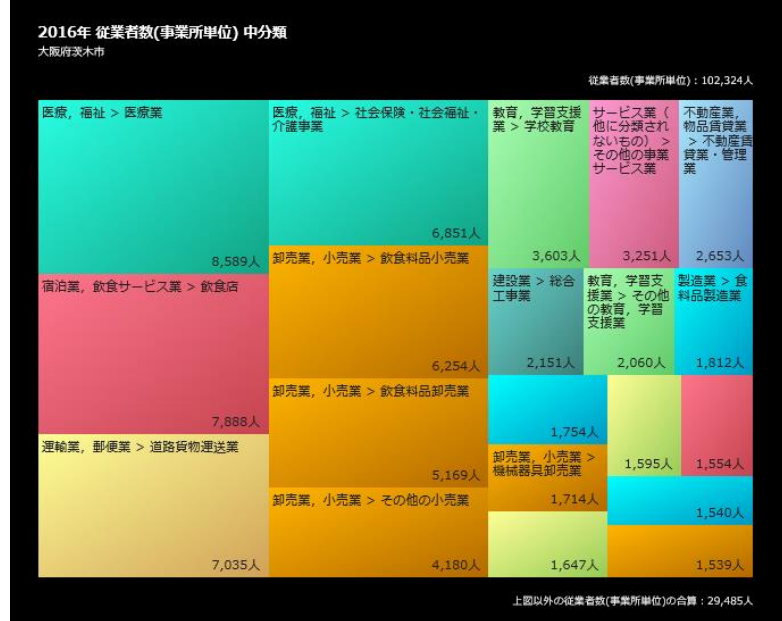 2016年 従業者数(事業所単位) 中分類
大阪府茨木市
従業者数(事業所単位)：102,324人
医療，福祉 > 医療業
8,589人
医療，福祉 > 社会保険・社会福祉・
介護事業
6,851人
教育，学習支援
業 > 学校教育
3,603人
サービス業（
他に分類され
ないもの） >
その他の事業
サービス業
3,251人
不動産業，
物品賃貸業
> 不動産賃
貸業・管理
業
2,653人
宿泊業，飲食サービス業 > 飲食店
7,888人
卸売業，小売業 > 飲食料品小売業
6,254人
建設業 > 総合
工事業
2,151人
教育，学習支
援業 > その他
の教育，学習
支援業
2,060人
製造業 > 食
料品製造業
1,812人
運輸業，郵便業 > 道路貨物運送業
7,035人
卸売業，小売業 > 飲食料品卸売業
5,169人
卸売業，小売業 > その他の小売業
4,180人
1,754人
卸売業，小売業 >
機械器具卸売業
1,714人
1,647人
1,595人
1,554人
1,540人
1,539人
上図以外の従業者数(事業所単位)の合算：29,485人